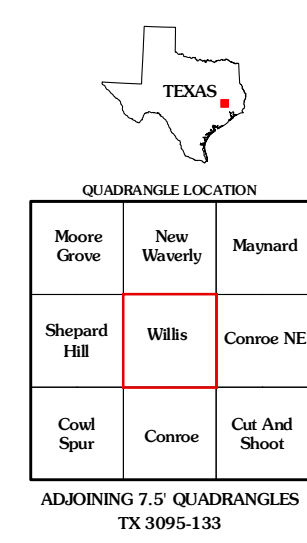 TEXAS
QUADRANGLE LOCATION
Moore
Grove
New
Waverly
Maynard
Shepard
Hill
Willis
Conroe NE
Cowl
Spur
Conroe
Cut And
Shoot
ADJOINING 7.5' QUADRANGLES
TX 3095-133